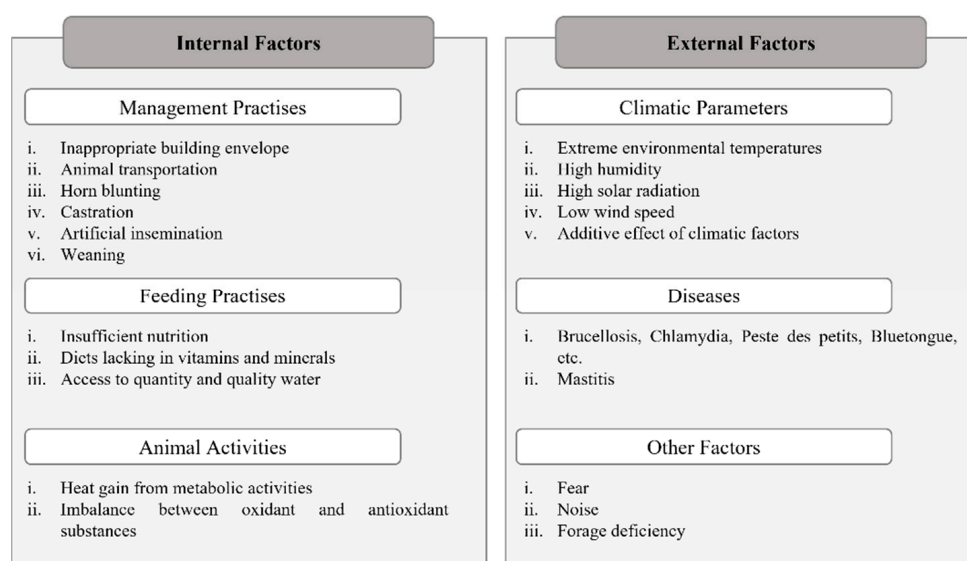 Internal Factors
Management Practises
i. Inappropriate building envelope
ii. Animal transportation
iii. Horn blunting
iv. Castration
v. Artificial insemination
vi. Weaning
Feeding Practises
i. Insufficient nutrition
ii. Diets lacking in vitamins and minerals
iii. Access to quantity and quality water
Animal Activities
i. Heat gain from metabolic activities
ii. Imbalance between oxidant and antioxidant
substances
External Factors
Climatic Parameters
i. Extreme environmental temperatures
ii. High humidity
iii. High solar radiation
iv. Low wind speed
v. Additive effect of climatic factors
Diseases
i. Brucellosis, Chlamydia, Peste des petits, Bluetongue,
etc.
ii. Mastitis
Other Factors
i. Fear
ii. Noise
iii. Forage deficiency